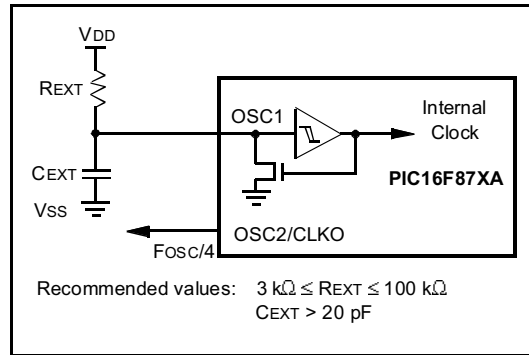 VDD
REXT
OSC1
Internal
Clock
CEXT
PIC16F87XA
VSS
OSC2/CLKO
FOSC/4
Recommended values: 3 kΩ ≤ REXT ≤ 100 kΩ
CEXT > 20 pF